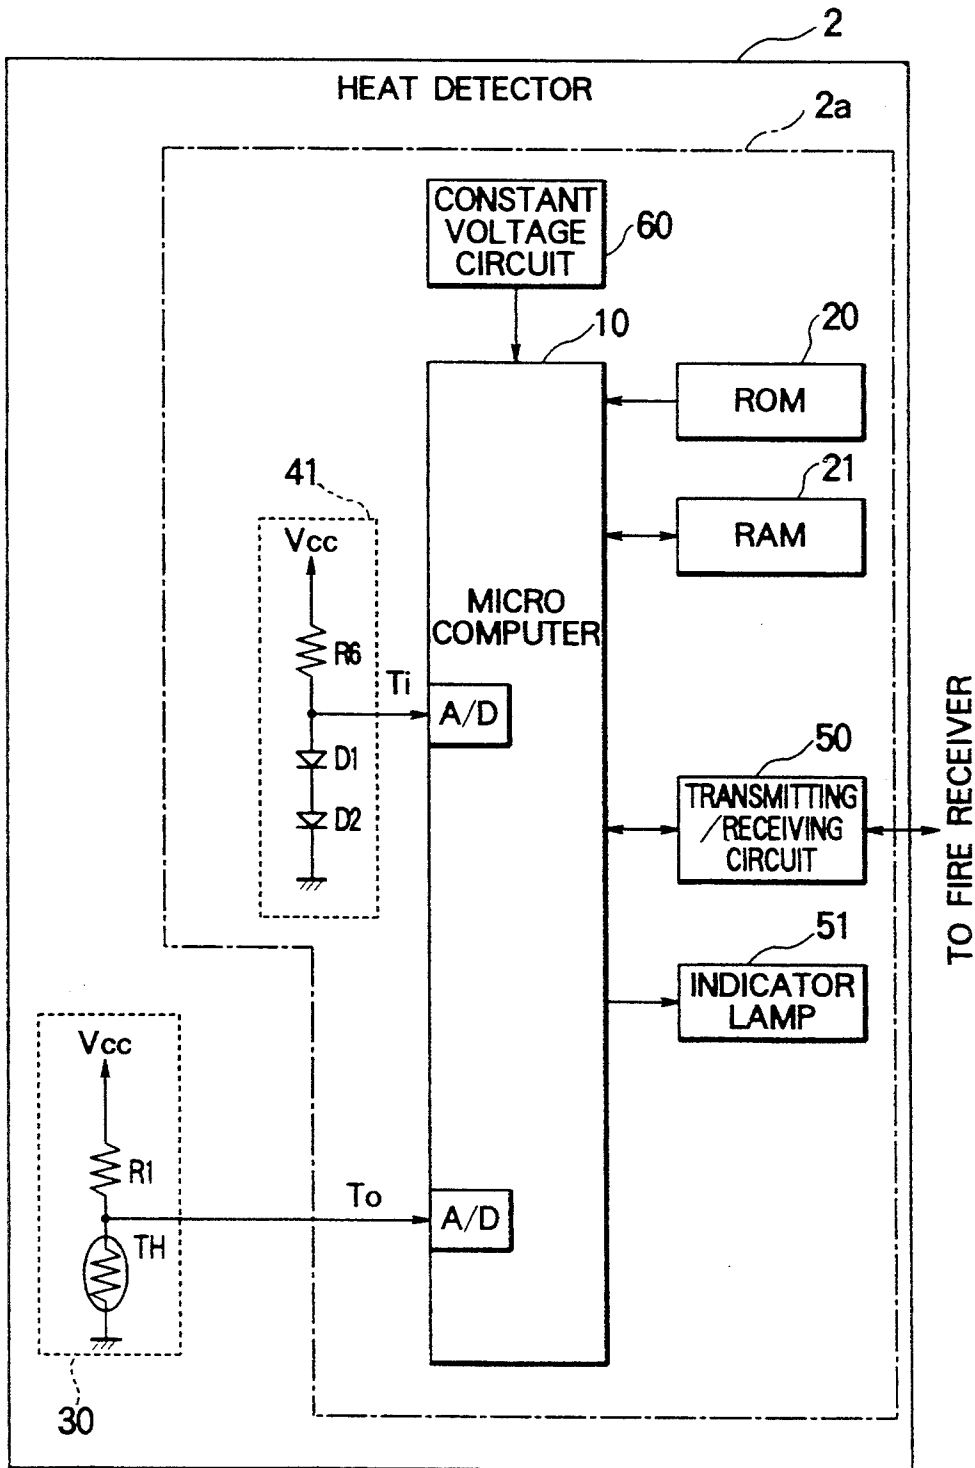 2
HEAT DETECTOR
2a
CONSTANT
VOLTAGE
CIRCUIT
60
10
20
ROM
41
21
Vcc
RAM
MICRO
COMPUTER
R6
Ti
A/D
D1
D2
50
TRANSMITTING
/RECEIVING
CIRCUIT
TO FIRE RECEIVER
51
INDICATOR
LAMP
Vcc
R1
To
A/D
TH
30